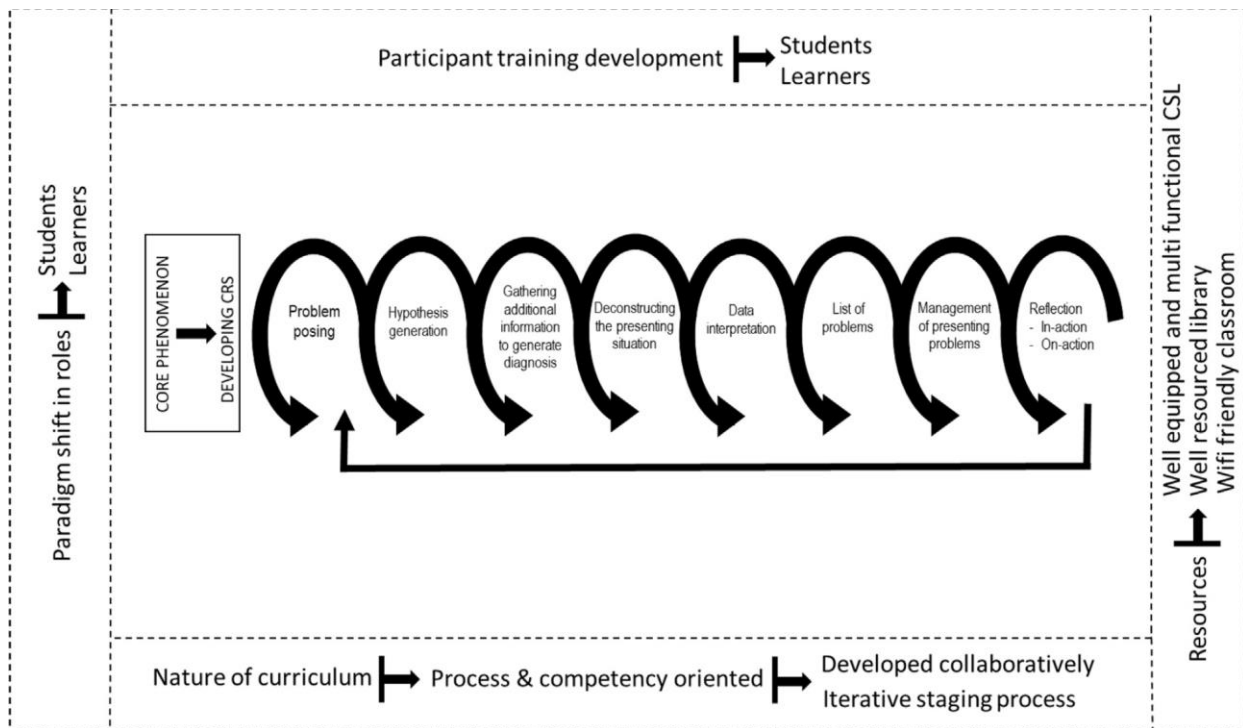 Participant training development
Students
Learners
Paradigm shift in roles
Students
Learners
CORE PHENOMENON
DEVELOPING CRS
Problem
posing
Hypothesis
generation
Gathering
additional
information
to generate
diagnosis
Deconstructing
the presenting
situation
Data
interpretation
List of
problems
Management
of presenting
problems
Reflection
- In-action
- On-action
Resources
Well equipped and multi functional CSL
Well resourced library
Wifi friendly classroom
Nature of curriculum
Process & competency oriented
Developed collaboratively
Iterative staging process